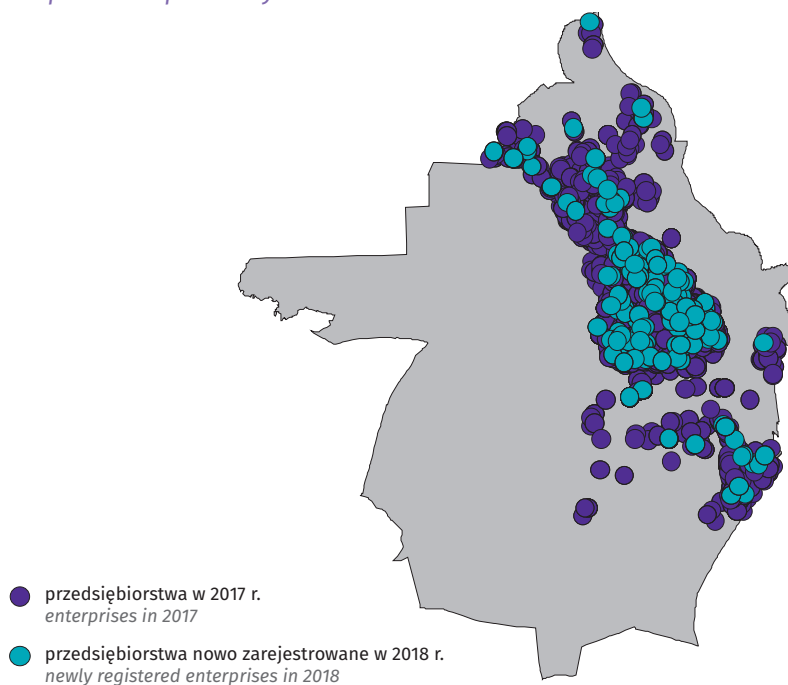 przedsiębiorstwa w 2017 r.
enterprises in 2017
przedsiębiorstwa nowo zarejestrowane w 2018 r.
newly registered enterprises in 2018